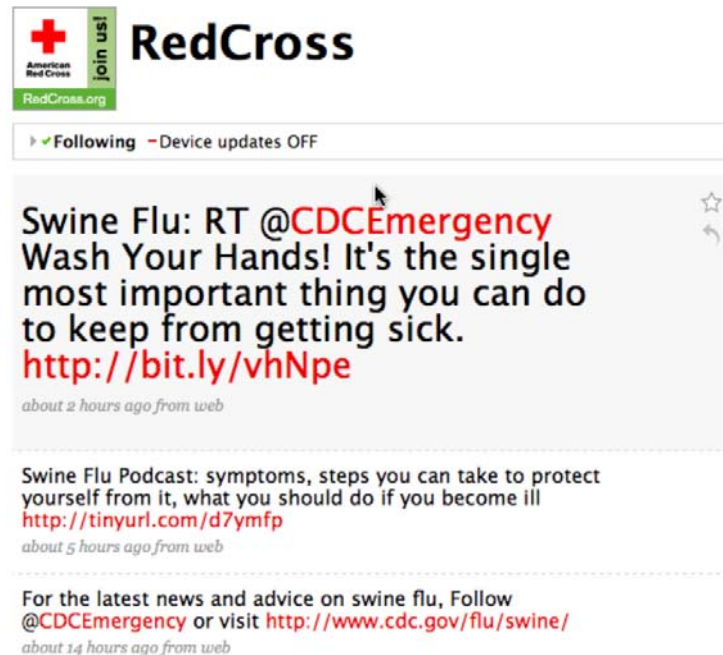 American
Red Cross
join us!
RedCross.org
RedCross
Following –Device updates OFF
Swine Flu: RT @CDCEmergency
Wash Your Hands! It's the single
most important thing you can do
to keep from getting sick.
http://bit.ly/vhNpe
about 2 hours ago from web
Swine Flu Podcast: symptoms, steps you can take to protect
yourself from it, what you should do if you become ill
http://tinyurl.com/d7ymfp
about 5 hours ago from web
For the latest news and advice on swine flu, Follow
@CDCEmergency or visit http://www.cdc.gov/flu/swine/
about 14 hours ago from web